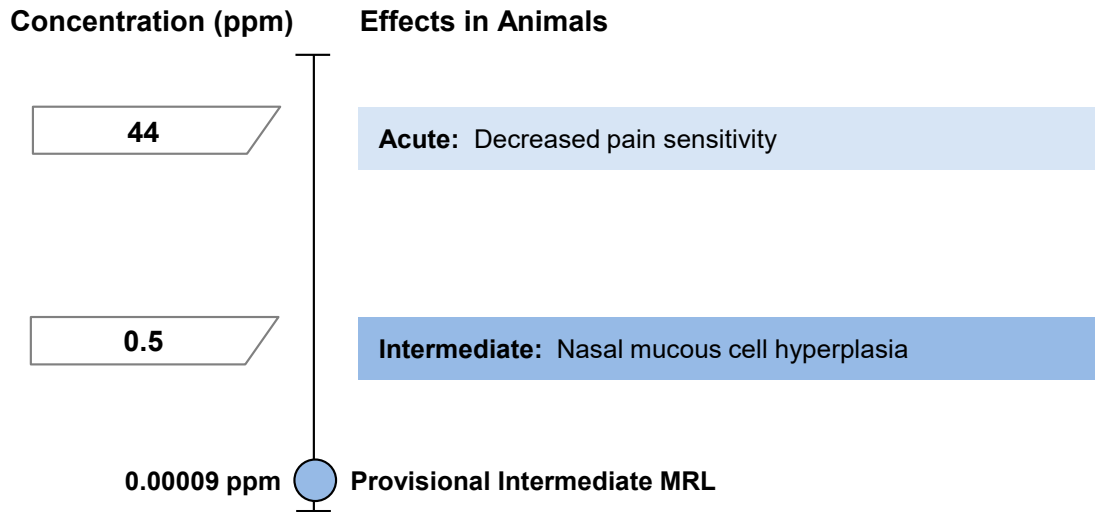 Concentration (ppm) Effects in Animals
44 Acute: Decreased pain sensitivity
0.5 Intermediate: Nasal mucous cell hyperplasia
0.00009 ppm Provisional Intermediate MRL